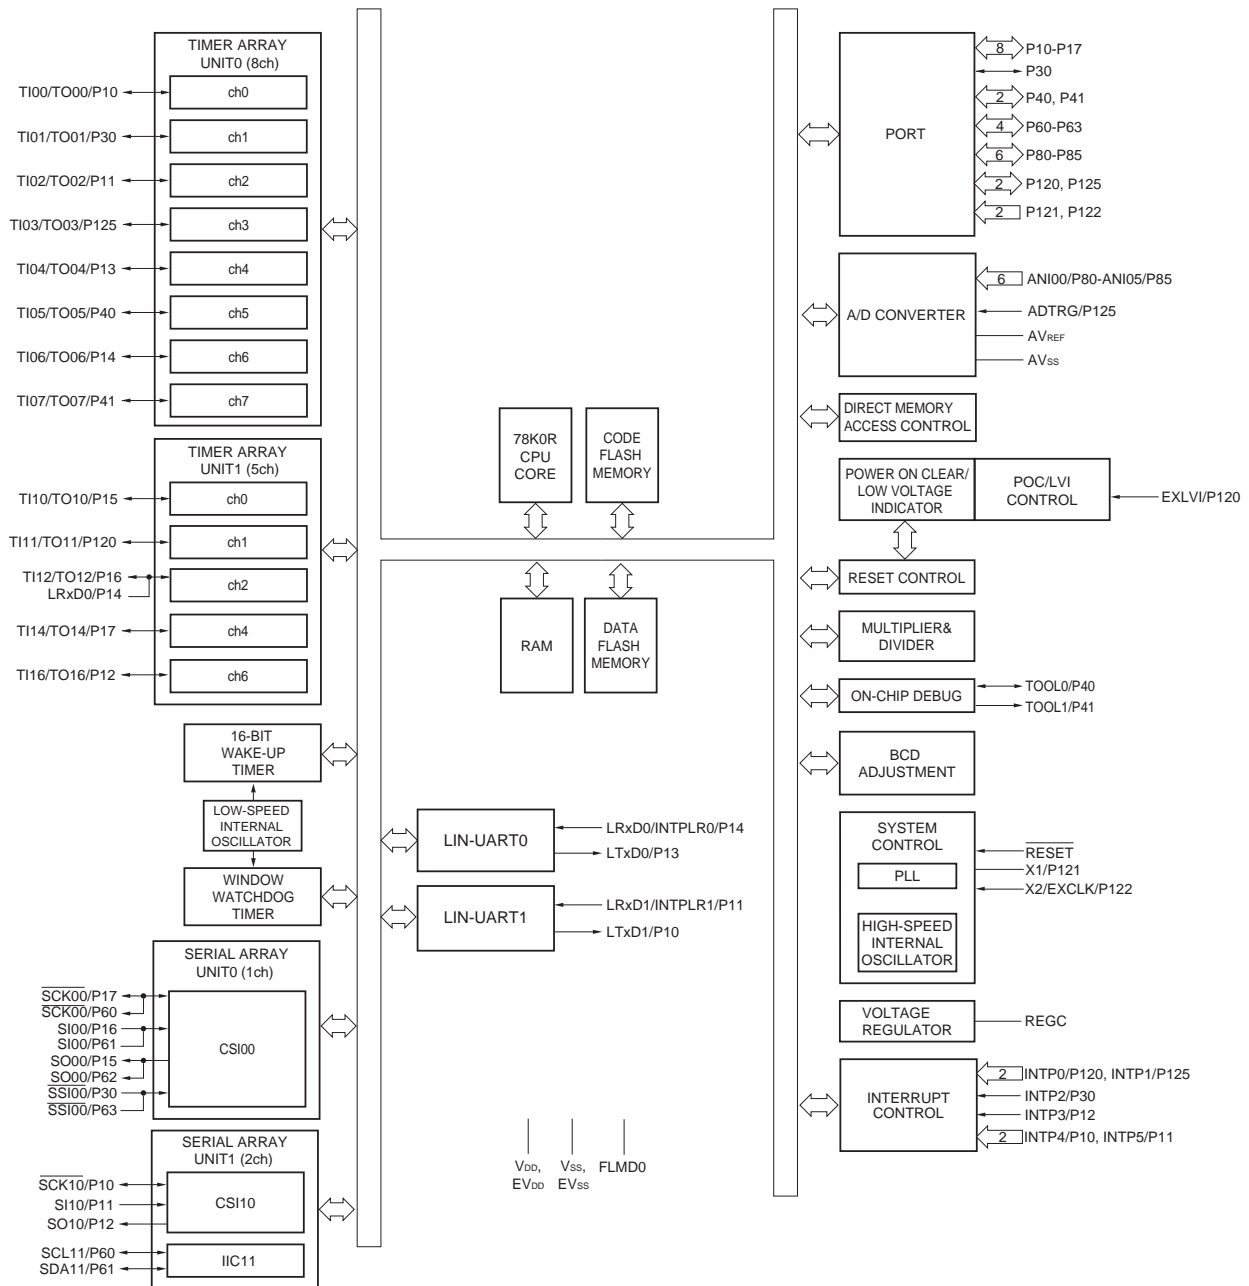 TIMER ARRAY
UNIT0 (8ch)
TI00/TO00/P10
ch0
TI01/TO01/P30
ch1
TI02/TO02/P11
ch2
TI03/TO03/P125
ch3
TI04/TO04/P13
ch4
TI05/TO05/P40
ch5
TI06/TO06/P14
ch6
TI07/TO07/P41
ch7
TIMER ARRAY
UNIT1 (5ch)
TI10/TO10/P15
ch0
TI11/TO11/P120
ch1
TI12/TO12/P16
LRxD0/P14
ch2
TI14/TO14/P17
ch4
TI16/TO16/P12
ch6
16-BIT
WAKE-UP
TIMER
LOW-SPEED
INTERNAL
OSCILLATOR
WINDOW
WATCHDOG
TIMER
SERIAL ARRAY
UNIT0 (1ch)
SCK00/P17
SCK00/P60
SI00/P16
SI00/P61
SO00/P15
SO00/P62
SSI00/P30
SSI00/P63
CSI00
SERIAL ARRAY
UNIT1 (2ch)
SCK10/P10
SI10/P11
SO10/P12
CSI10
SCL11/P60
SDA11/P61
IIC11
78K0R
CPU
CORE
CODE
FLASH
MEMORY
RAM
DATA
FLASH
MEMORY
LIN-UART0
LRxD0/INTPLR0/P14
LTxD0/P13
LIN-UART1
LRxD1/INTPLR1/P11
LTxD1/P10
VDD,
EVDD
VSS,
EVSS
FLMD0
PORT
8 P10-P17
P30
2 P40, P41
4 P60-P63
6 P80-P85
2 P120, P125
2 P121, P122
A/D CONVERTER
6 ANI00/P80-ANI05/P85
ADTRG/P125
AVREF
AVSS
DIRECT MEMORY
ACCESS CONTROL
POWER ON CLEAR/
LOW VOLTAGE
INDICATOR
POC/LVI
CONTROL
EXLVI/P120
RESET CONTROL
MULTIPLIER&
DIVIDER
ON-CHIP DEBUG
TOOL0/P40
TOOL1/P41
BCD
ADJUSTMENT
SYSTEM
CONTROL
RESET
X1/P121
X2/EXCLK/P122
PLL
HIGH-SPEED
INTERNAL
OSCILLATOR
VOLTAGE
REGULATOR
REGC
INTERRUPT
CONTROL
2 INTP0/P120, INTP1/P125
INTP2/P30
INTP3/P12
2 INTP4/P10, INTP5/P11